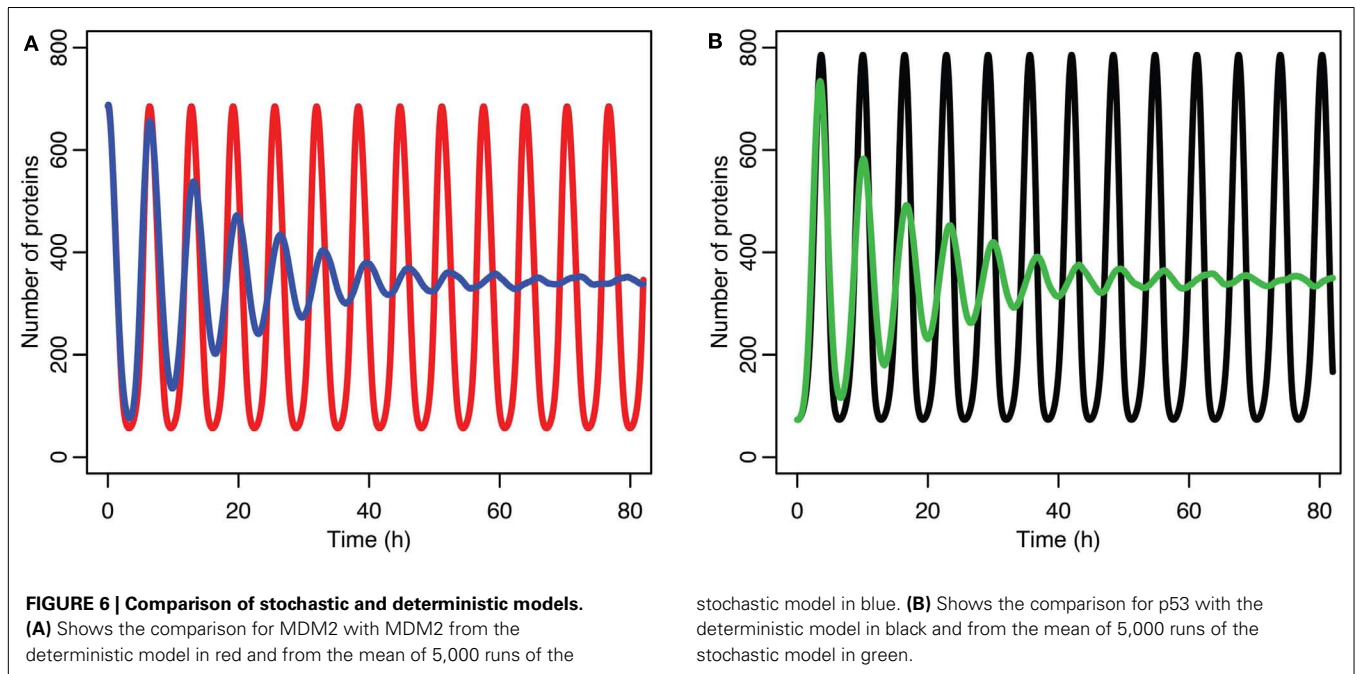 A
800
600
400
200
0
Number of proteins
0 20 40 60 80
Time (h)
B
800
600
400
200
0
Number of proteins
0 20 40 60 80
Time (h)
FIGURE 6 | Comparison of stochastic and deterministic models.
(A) Shows the comparison for MDM2 with MDM2 from the
deterministic model in red and from the mean of 5,000 runs of the
stochastic model in blue. (B) Shows the comparison for p53 with the
deterministic model in black and from the mean of 5,000 runs of the
stochastic model in green.